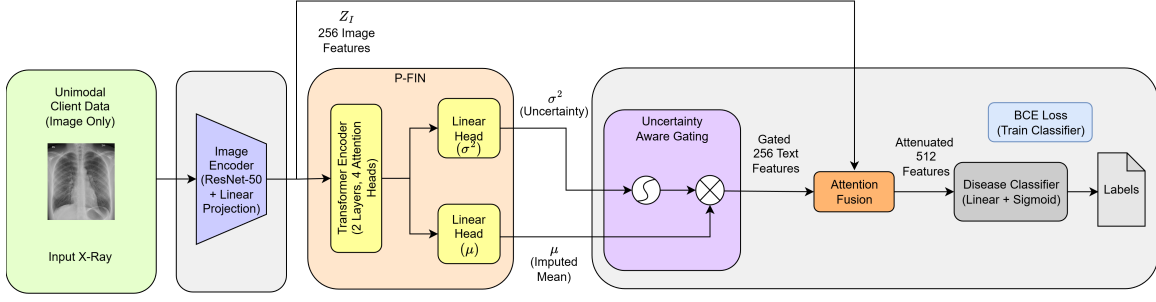 Unimodal
Client Data
(Image Only)
Input X-Ray
Image
Encoder
(ResNet-50
+ Linear
Projection)
Z_I
256 Image
Features
P-FIN
Transformer Encoder
(2 Layers, 4 Attention
Heads)
Linear
Head
(σ²)
Linear
Head
(μ)
σ²
(Uncertainty)
μ
(Imputed
Mean)
Uncertainty
Aware Gating
Gated
256 Text
Features
Attention
Fusion
Attenuated
512
Features
BCE Loss
(Train Classifier)
Disease Classifier
(Linear + Sigmoid)
Labels